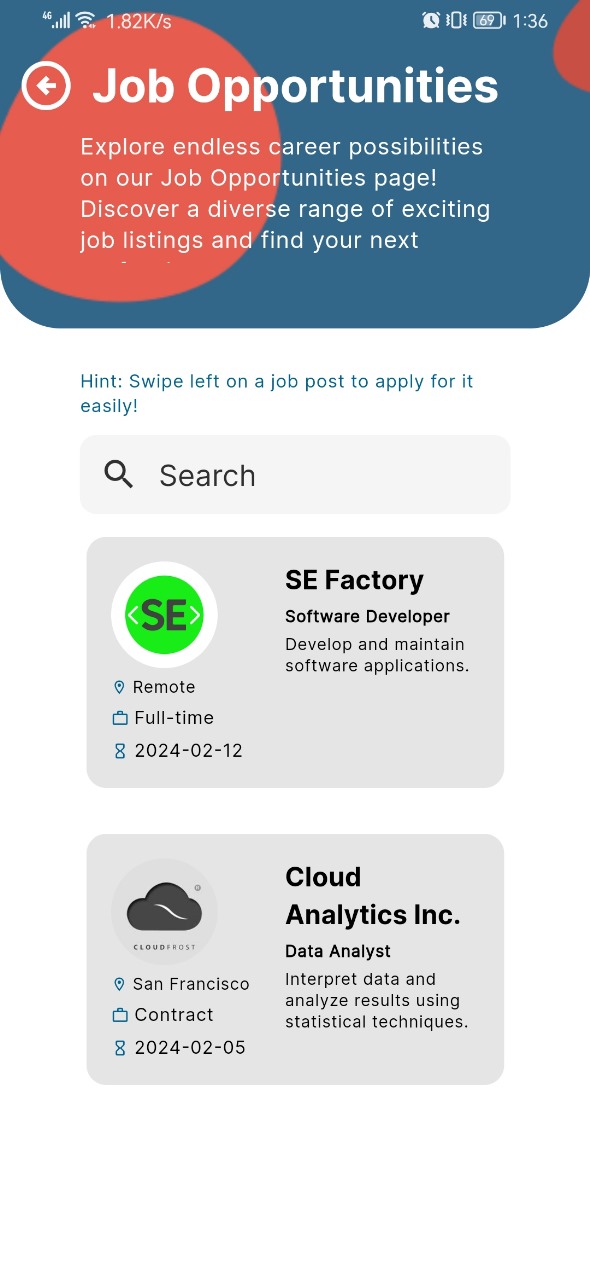 4G 1.82K/s 69 1:36
Job Opportunities
Explore endless career possibilities
on our Job Opportunities page!
Discover a diverse range of exciting
job listings and find your next
Hint: Swipe left on a job post to apply for it
easily!
Search
SE Factory
<SE>
Software Developer
Develop and maintain
software applications.
Remote
Full-time
2024-02-12
Cloud
Analytics Inc.
CLOUDFROST
Data Analyst
Interpret data and
analyze results using
statistical techniques.
San Francisco
Contract
2024-02-05